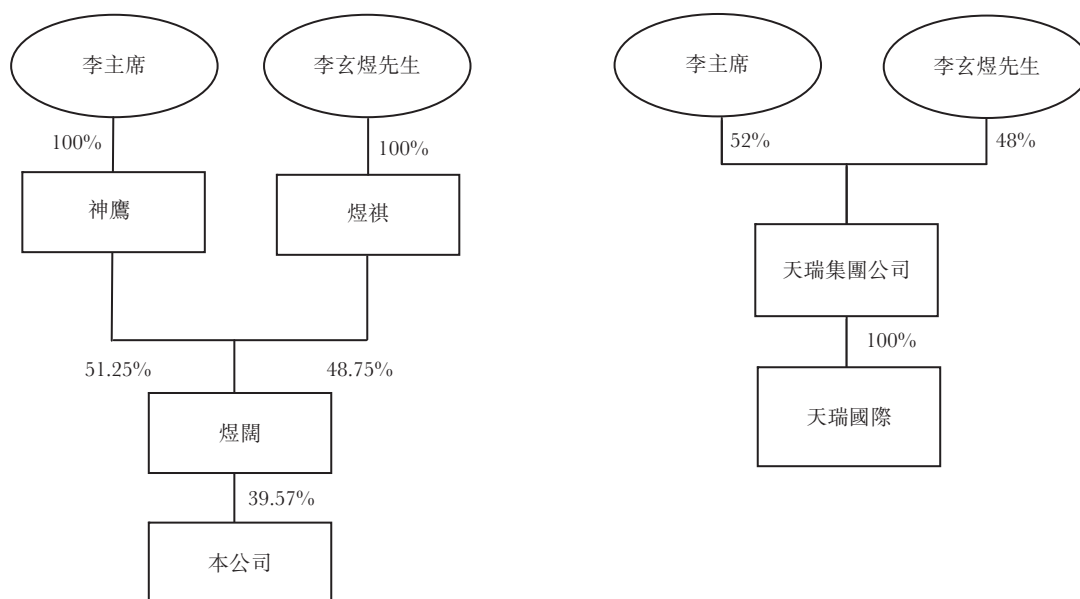 李主席
李玄煜先生
100%
100%
神鷹
煜祺
51.25%
48.75%
煜闊
39.57%
本公司
李主席
李玄煜先生
52%
48%
天瑞集團公司
100%
天瑞國際